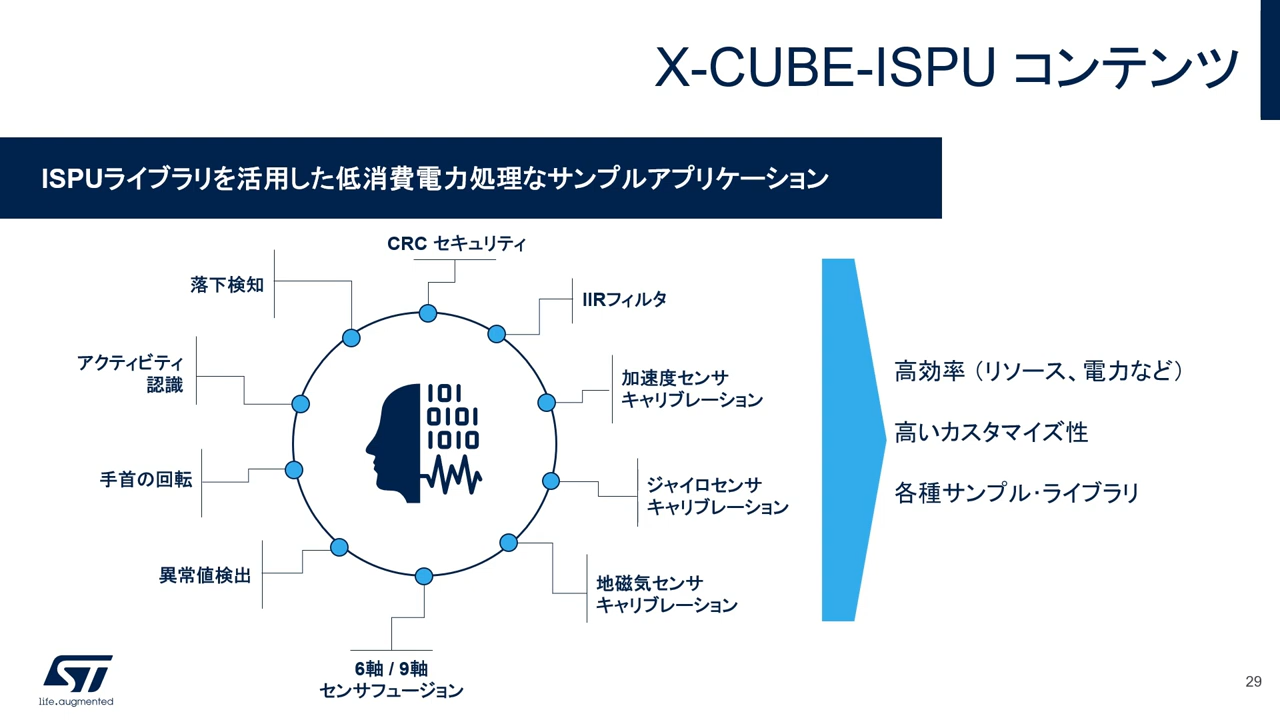 X-CUBE-ISPU コンテンツ
ISPUライブラリを活用した低消費電力処理なサンプルアプリケーション
CRC セキュリティ
落下検知
IIRフィルタ
アクティビティ
認識
加速度センサ
キャリブレーション
手首の回転
ジャイロセンサ
キャリブレーション
異常値検出
地磁気センサ
キャリブレーション
6軸 / 9軸
センサフュージョン
101
0101
1010
高効率（リソース、電力など）
高いカスタマイズ性
各種サンプル･ライブラリ
ST
life.augmented
29